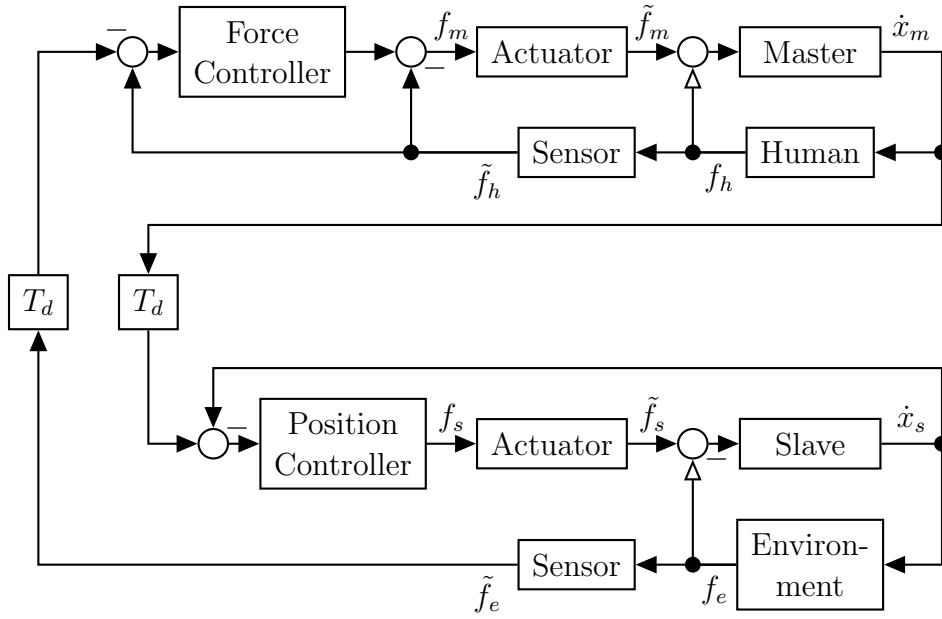 −
Force
Controller
−
f_m
Actuator
f̃_m
Master
ẋ_m
f̃_h
Sensor
f_h
Human
T_d
T_d
−
Position
Controller
f_s
Actuator
f̃_s
−
Slave
ẋ_s
f̃_e
Sensor
f_e
Environ-
ment